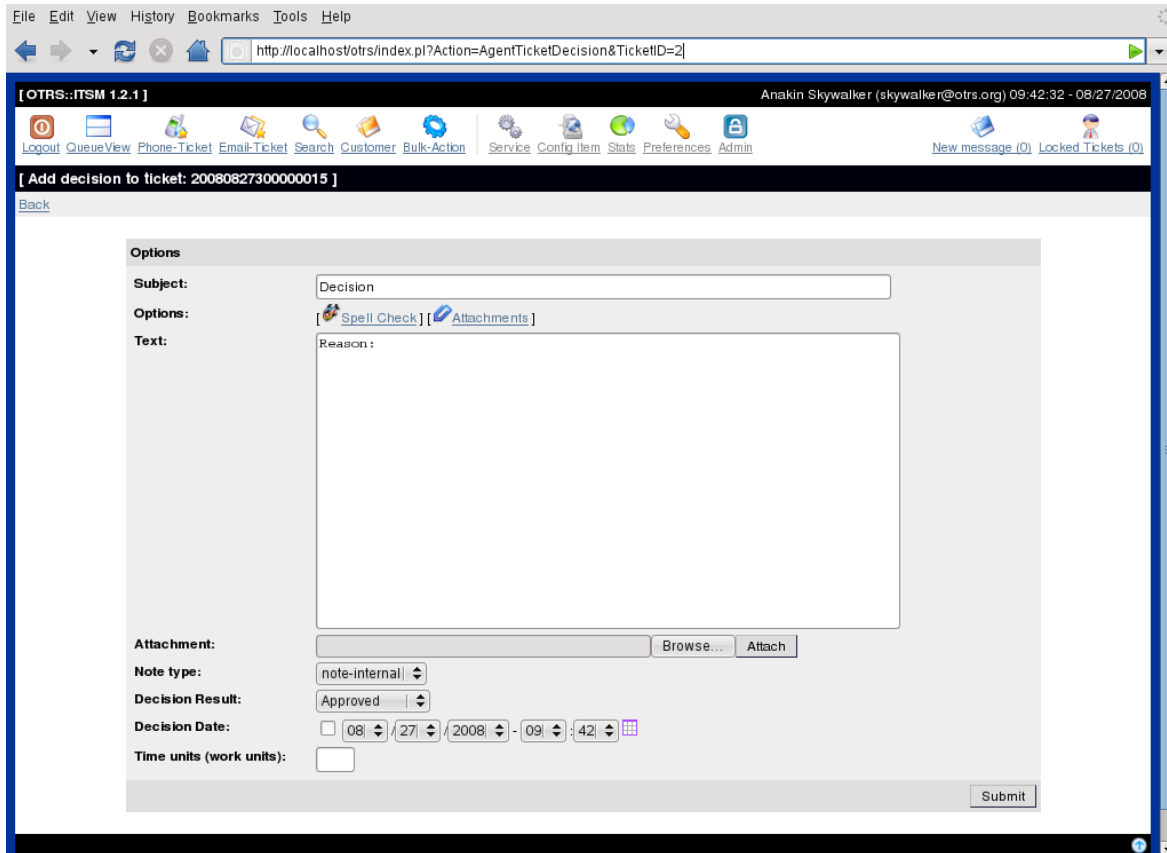 File Edit View History Bookmarks Tools Help
http://localhost/otrs/index.pl?Action=AgentTicketDecision&TicketID=2
[ OTRS::ITSM 1.2.1 ] Anakin Skywalker (skywalker@otrs.org) 09:42:32 - 08/27/2008
Logout QueueView Phone-Ticket Email-Ticket Search Customer Bulk-Action Service Config Item Stats Preferences Admin New message (0) Locked Tickets (0)
[ Add decision to ticket: 20080827300000015 ]
Back
Options
Subject: Decision
Options: [ Spell Check ] [ Attachments ]
Text: Reason:
Attachment: Browse... Attach
Note type: note-internal
Decision Result: Approved
Decision Date: 08 / 27 / 2008 - 09 : 42
Time units (work units):
Submit